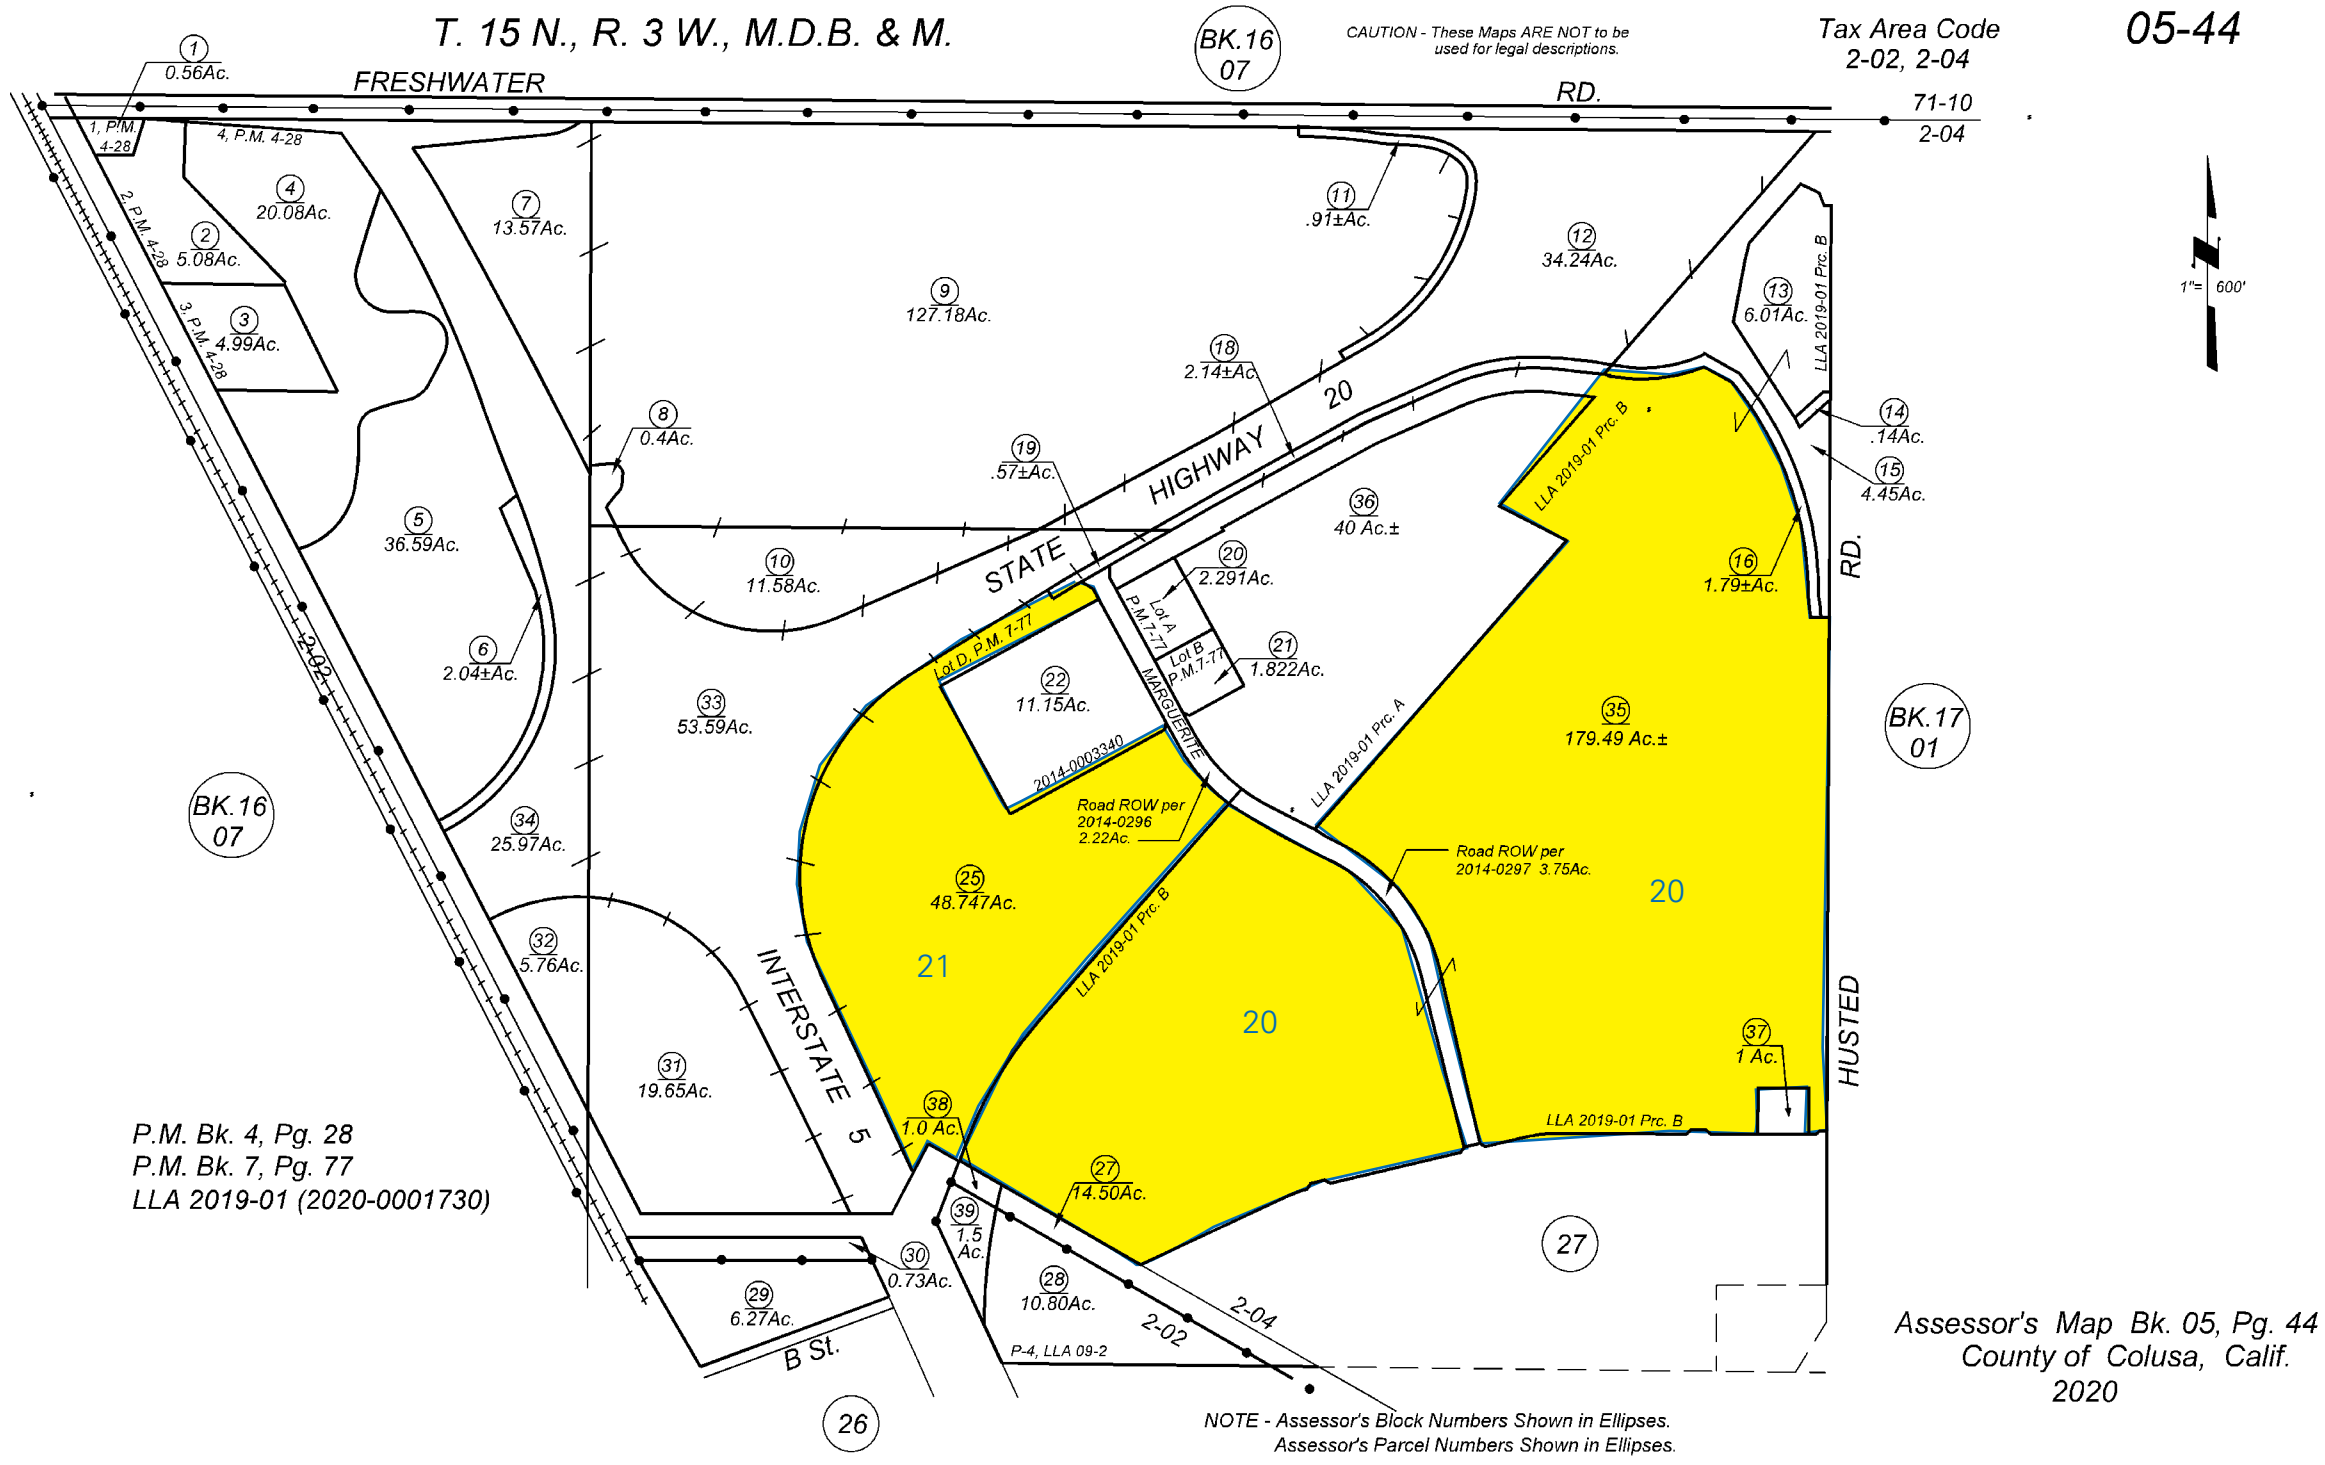 T. 15 N., R. 3 W., M.D.B. & M.
BK.16
07
CAUTION - These Maps ARE NOT to be
used for legal descriptions.
Tax Area Code
2-02, 2-04
05-44
71-10
2-04
FRESHWATER
RD.
1
0.56Ac.
1, P.M.
4-28
4, P.M. 4-28
2, P.M. 4-28
3, P.M. 4-28
4
20.08Ac.
2
5.08Ac.
3
4.99Ac.
7
13.57Ac.
9
127.18Ac.
11
.91±Ac.
12
34.24Ac.
13
6.01Ac.
LLA 2019-01 Prc. B
1"= 600'
18
2.14±Ac.
20
HIGHWAY
STATE
8
0.4Ac.
19
.57±Ac.
14
.14Ac.
15
4.45Ac.
LLA 2019-01 Prc. B
36
40 Ac.±
5
36.59Ac.
10
11.58Ac.
20
2.291Ac.
Lot A
P.M.7-77
16
1.79±Ac.
RD.
6
2.04±Ac.
2-02
Lot D, P.M. 7-77
Lot B
P.M.7-77
21
1.822Ac.
22
11.15Ac.
MARGUERITE
33
53.59Ac.
35
179.49 Ac.±
LLA 2019-01 Prc. A
BK.17
01
2014-0003340
BK.16
07
34
25.97Ac.
Road ROW per
2014-0296
2.22Ac.
Road ROW per
2014-0297 3.75Ac.
25
48.747Ac.
20
LLA 2019-01 Prc. B
32
5.76Ac.
21
20
INTERSTATE
5
HUSTED
37
1 Ac.
31
19.65Ac.
38
1.0 Ac.
LLA 2019-01 Prc. B
P.M. Bk. 4, Pg. 28
P.M. Bk. 7, Pg. 77
LLA 2019-01 (2020-0001730)
27
14.50Ac.
39
1.5
Ac.
30
0.73Ac.
27
28
10.80Ac.
29
6.27Ac.
2-04
2-02
B St.
P-4, LLA 09-2
Assessor's Map Bk. 05, Pg. 44
County of Colusa, Calif.
2020
26
NOTE - Assessor's Block Numbers Shown in Ellipses.
Assessor's Parcel Numbers Shown in Ellipses.